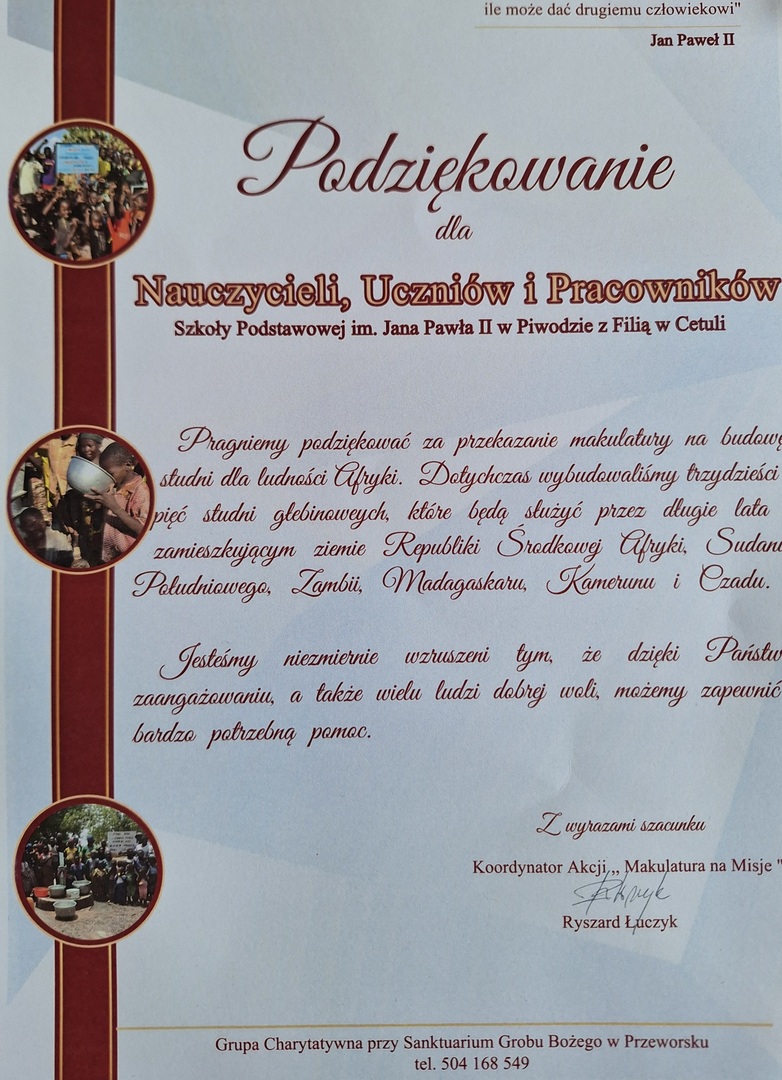 ile może dać drugiemu człowiekowi"
Jan Paweł II
Podziękowanie
dla
Nauczycieli, Uczniów i Pracowników
Szkoły Podstawowej im. Jana Pawła II w Piwodzie z Filią w Cetuli
Pragniemy podziękować za przekazanie makulatury na budowę
studni dla ludności Afryki. Dotychczas wybudowaliśmy trzydzieści
pięć studni głebinoweych, które będą służyć przez długie lata
zamieszkującym ziemie Republiki Środkowej Afryki, Sudanu
Południowego, Zambii, Madagaskaru, Kamerunu i Czadu.
Jesteśmy niezmiernie wzruszeni tym, że dzięki Państw
zaangażowaniu, a także wielu ludzi dobrej woli, możemy zapewnić
bardzo potrzebną pomoc.
Z wyrazami szacunku
Koordynator Akcji „ Makulatura na Misje "
Ryszard Łuczyk
Grupa Charytatywna przy Sanktuarium Grobu Bożego w Przeworsku
tel. 504 168 549